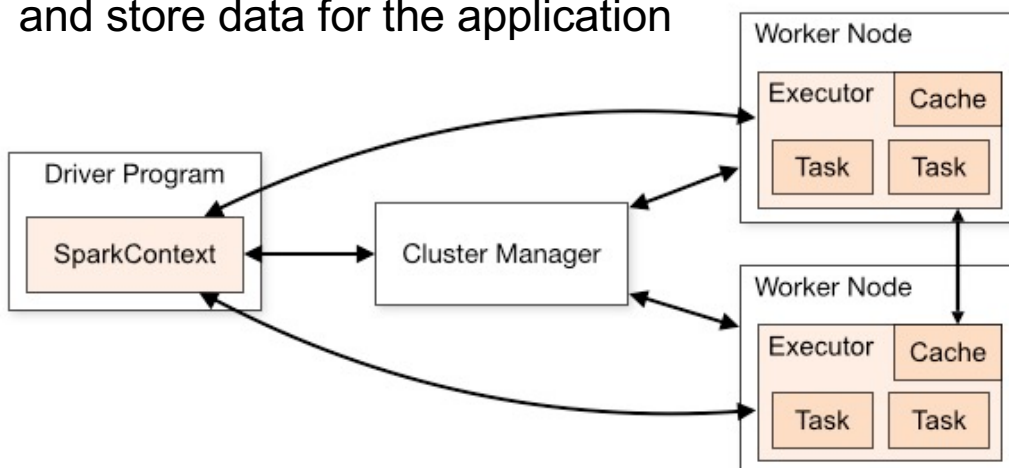 and store data for the application
Worker Node
Executor
Cache
Task
Task
Driver Program
SparkContext
Cluster Manager
Worker Node
Executor
Cache
Task
Task